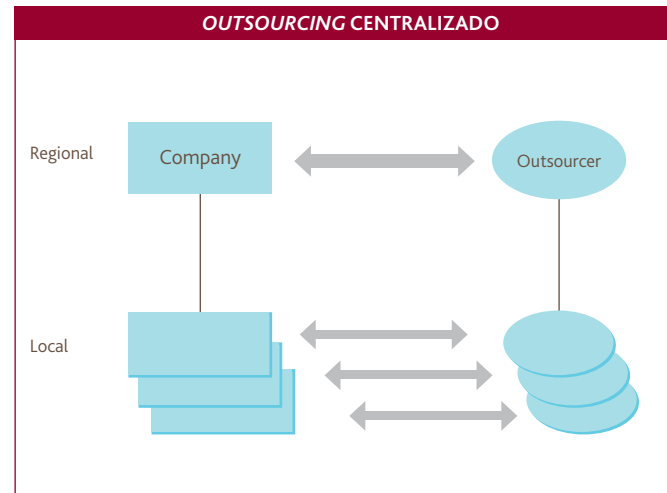 OUTSOURCING CENTRALIZADO
Regional
Company
Outsourcer
Local